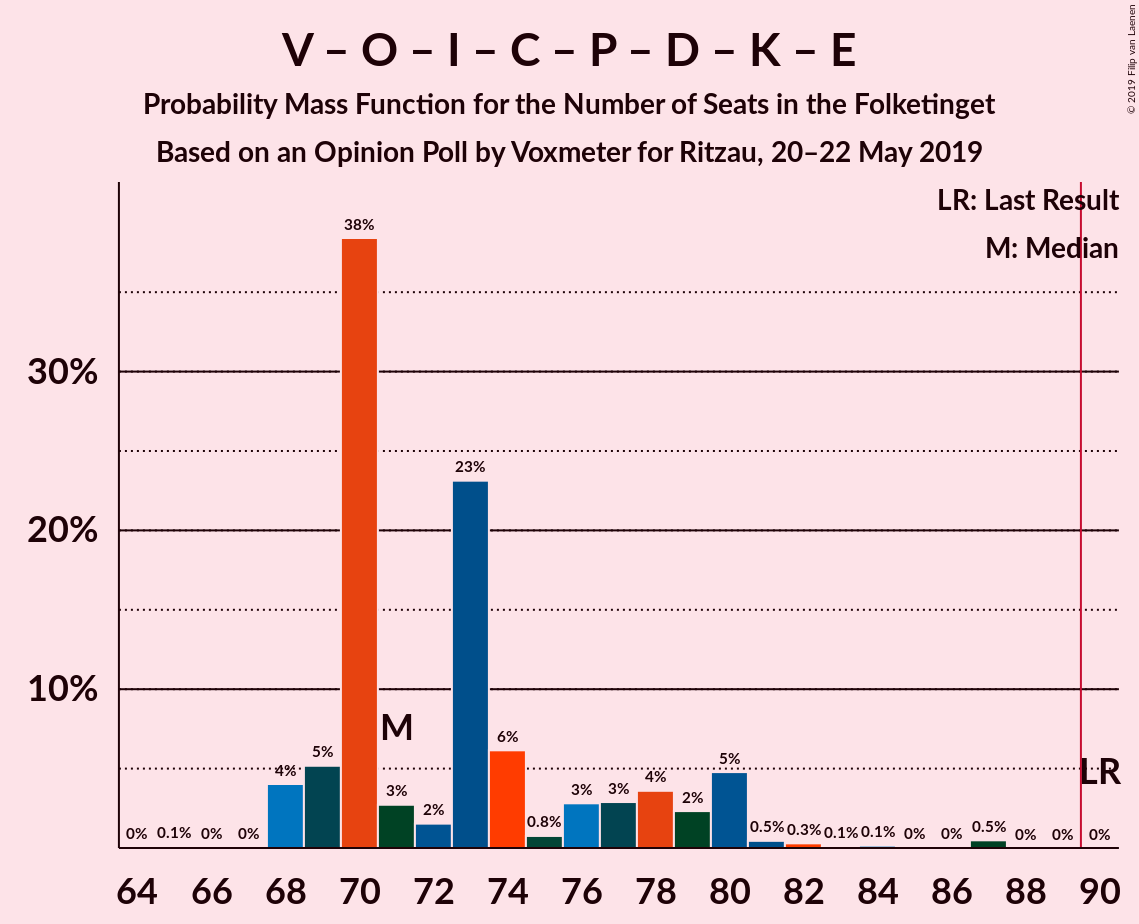 V – O – I – C – P – D – K – E
Probability Mass Function for the Number of Seats in the Folketinget
Based on an Opinion Poll by Voxmeter for Ritzau, 20–22 May 2019
© 2019 Filip van Laenen
LR: Last Result
M: Median
38%
30%
23%
20%
10%
M
LR
0% 0.1% 0% 0% 4% 5% 3% 2% 6% 0.8% 3% 3% 4% 2% 5% 0.5% 0.3% 0.1% 0.1% 0% 0% 0.5% 0% 0% 0%
64 66 68 70 72 74 76 78 80 82 84 86 88 90